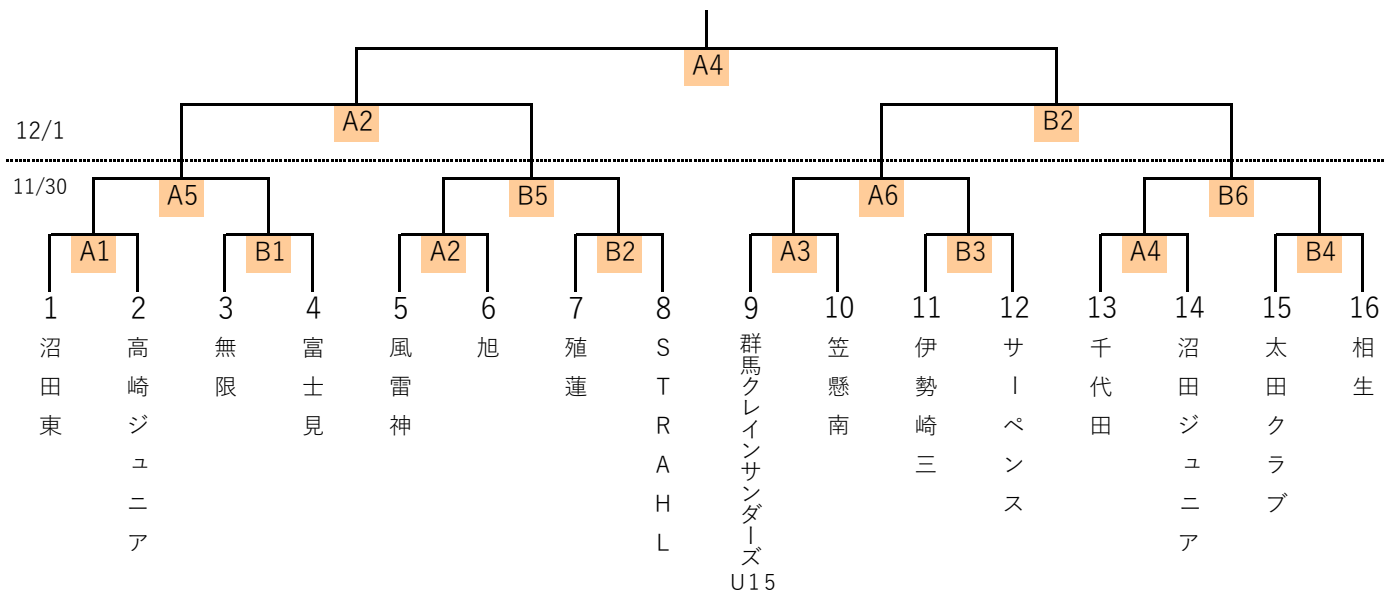 A4
A2
B2
12/1
11/30
A5
B5
A6
B6
A1
B1
A2
B2
A3
B3
A4
B4
1
2
3
4
5
6
7
8
9
10
11
12
13
14
15
16
沼田東
高崎ジュニア
無限
富士見
風雷神
旭
殖蓮
STRAHL
群馬クレインサンダーズU15
笠懸南
伊勢崎三
サーペンス
千代田
沼田ジュニア
太田クラブ
相生